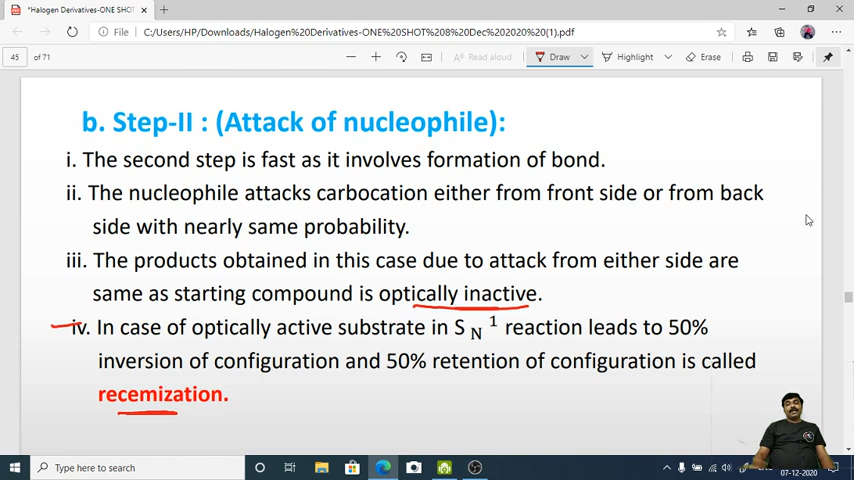 *Halogen Derivatives-ONE SHOT
File
C:/Users/HP/Downloads/Halogen%20Derivatives-ONE%20SHOT%208%20Dec%202020%20(1).pdf
45 of 71
Read aloud
Draw
Highlight
Erase
b. Step-II : (Attack of nucleophile):
i. The second step is fast as it involves formation of bond.
ii. The nucleophile attacks carbocation either from front side or from back
side with nearly same probability.
iii. The products obtained in this case due to attack from either side are
same as starting compound is optically inactive.
iv. In case of optically active substrate in S N 1 reaction leads to 50%
inversion of configuration and 50% retention of configuration is called
recemization.
Type here to search
07-12-2020